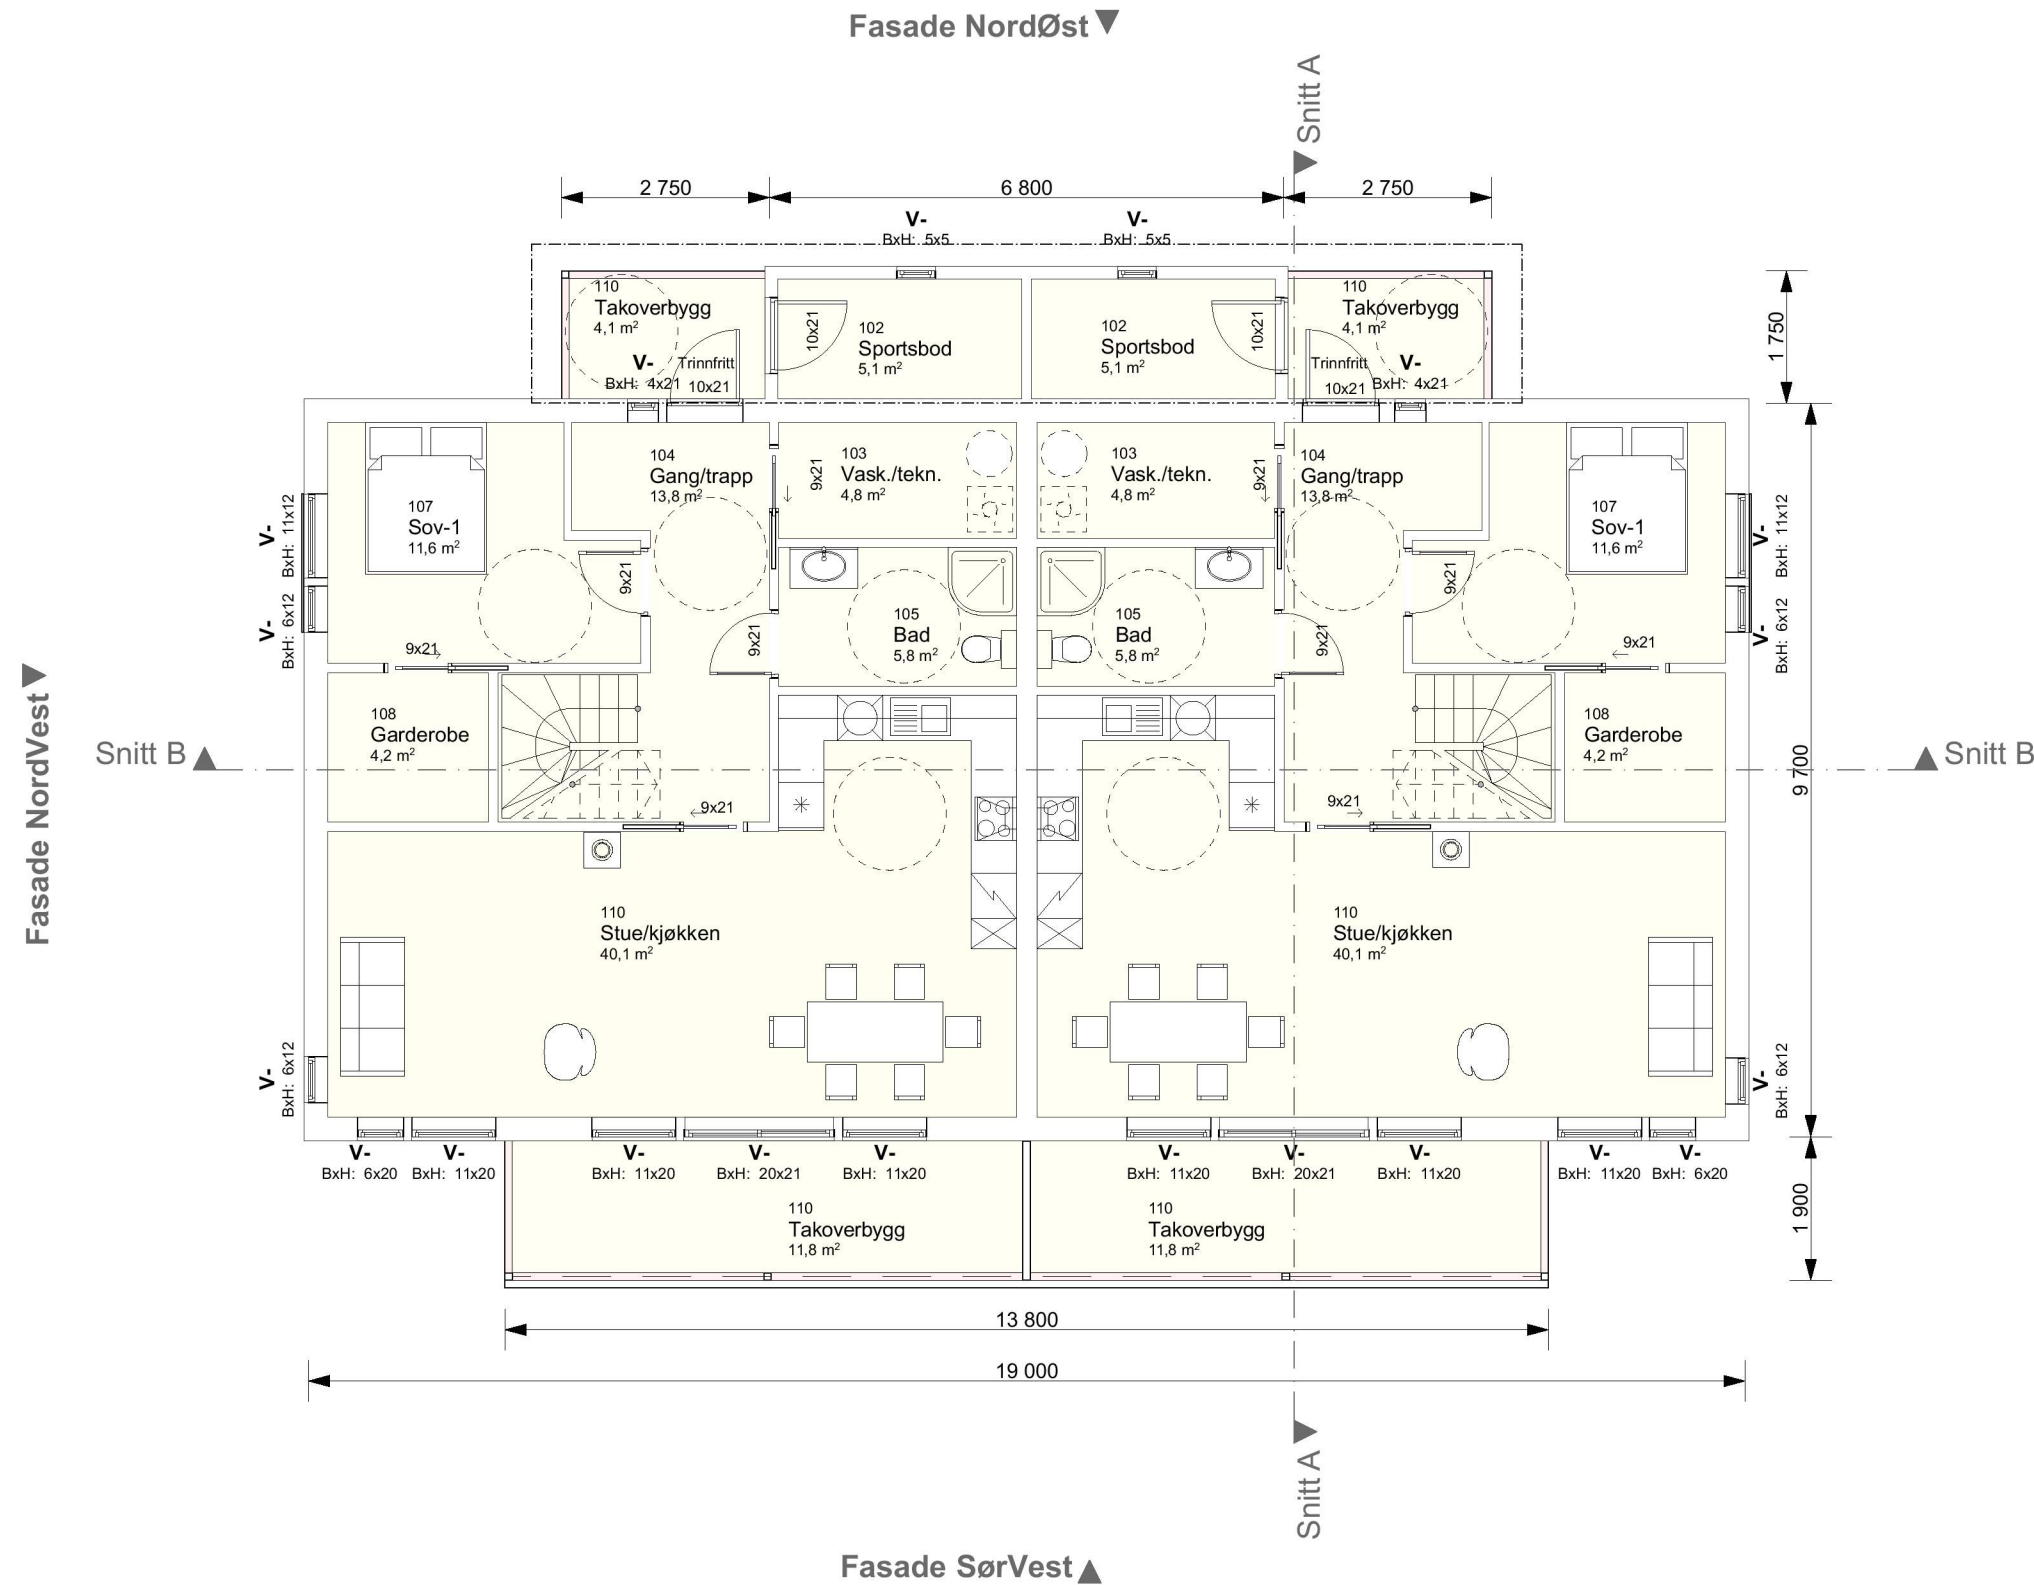 Fasade NordØst
Snitt A
2 750
6 800
2 750
V-
BxH: 5x5
V-
BxH: 5x5
110
Takoverbygg
4,1 m²
V-
BxH: 4x21
Trinnfritt
10x21
10x21
102
Sportsbod
5,1 m²
102
Sportsbod
5,1 m²
10x21
110
Takoverbygg
4,1 m²
Trinnfritt
10x21
V-
BxH: 4x21
1 750
V-
BxH: 11x12
107
Sov-1
11,6 m²
104
Gang/trapp
13,8 m²
9x21
103
Vask./tekn.
4,8 m²
103
Vask./tekn.
4,8 m²
9x21
104
Gang/trapp
13,8 m²
107
Sov-1
11,6 m²
V-
BxH: 11x12
V-
BxH: 6x12
9x21
9x21
9x21
105
Bad
5,8 m²
105
Bad
5,8 m²
9x21
9x21
9x21
V-
BxH: 6x12
Fasade NordVest
Snitt B
108
Garderobe
4,2 m²
9x21
9x21
108
Garderobe
4,2 m²
9 700
Snitt B
110
Stue/kjøkken
40,1 m²
110
Stue/kjøkken
40,1 m²
V-
BxH: 6x12
V-
BxH: 6x12
V-
BxH: 6x20
V-
BxH: 11x20
V-
BxH: 11x20
V-
BxH: 20x21
V-
BxH: 11x20
V-
BxH: 11x20
V-
BxH: 20x21
V-
BxH: 11x20
V-
BxH: 11x20
V-
BxH: 6x20
110
Takoverbygg
11,8 m²
110
Takoverbygg
11,8 m²
1 900
13 800
19 000
Snitt A
Fasade SørVest